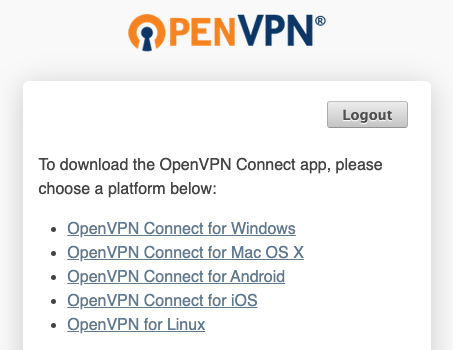 OPENVPN®
Logout
To download the OpenVPN Connect app, please
choose a platform below:
• OpenVPN Connect for Windows
• OpenVPN Connect for Mac OS X
• OpenVPN Connect for Android
• OpenVPN Connect for iOS
• OpenVPN for Linux